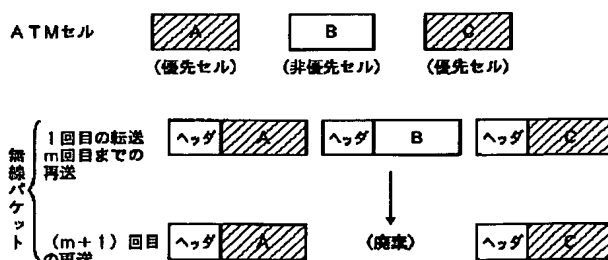 ATMセル
A
B
C
(優先セル)
(非優先セル)
(優先セル)
無線パケット
1回目の転送
m回目までの
再送
ヘッダ A
ヘッダ B
ヘッダ C
(m+1)回目
の再送
ヘッダ A
(廃棄)
ヘッダ C